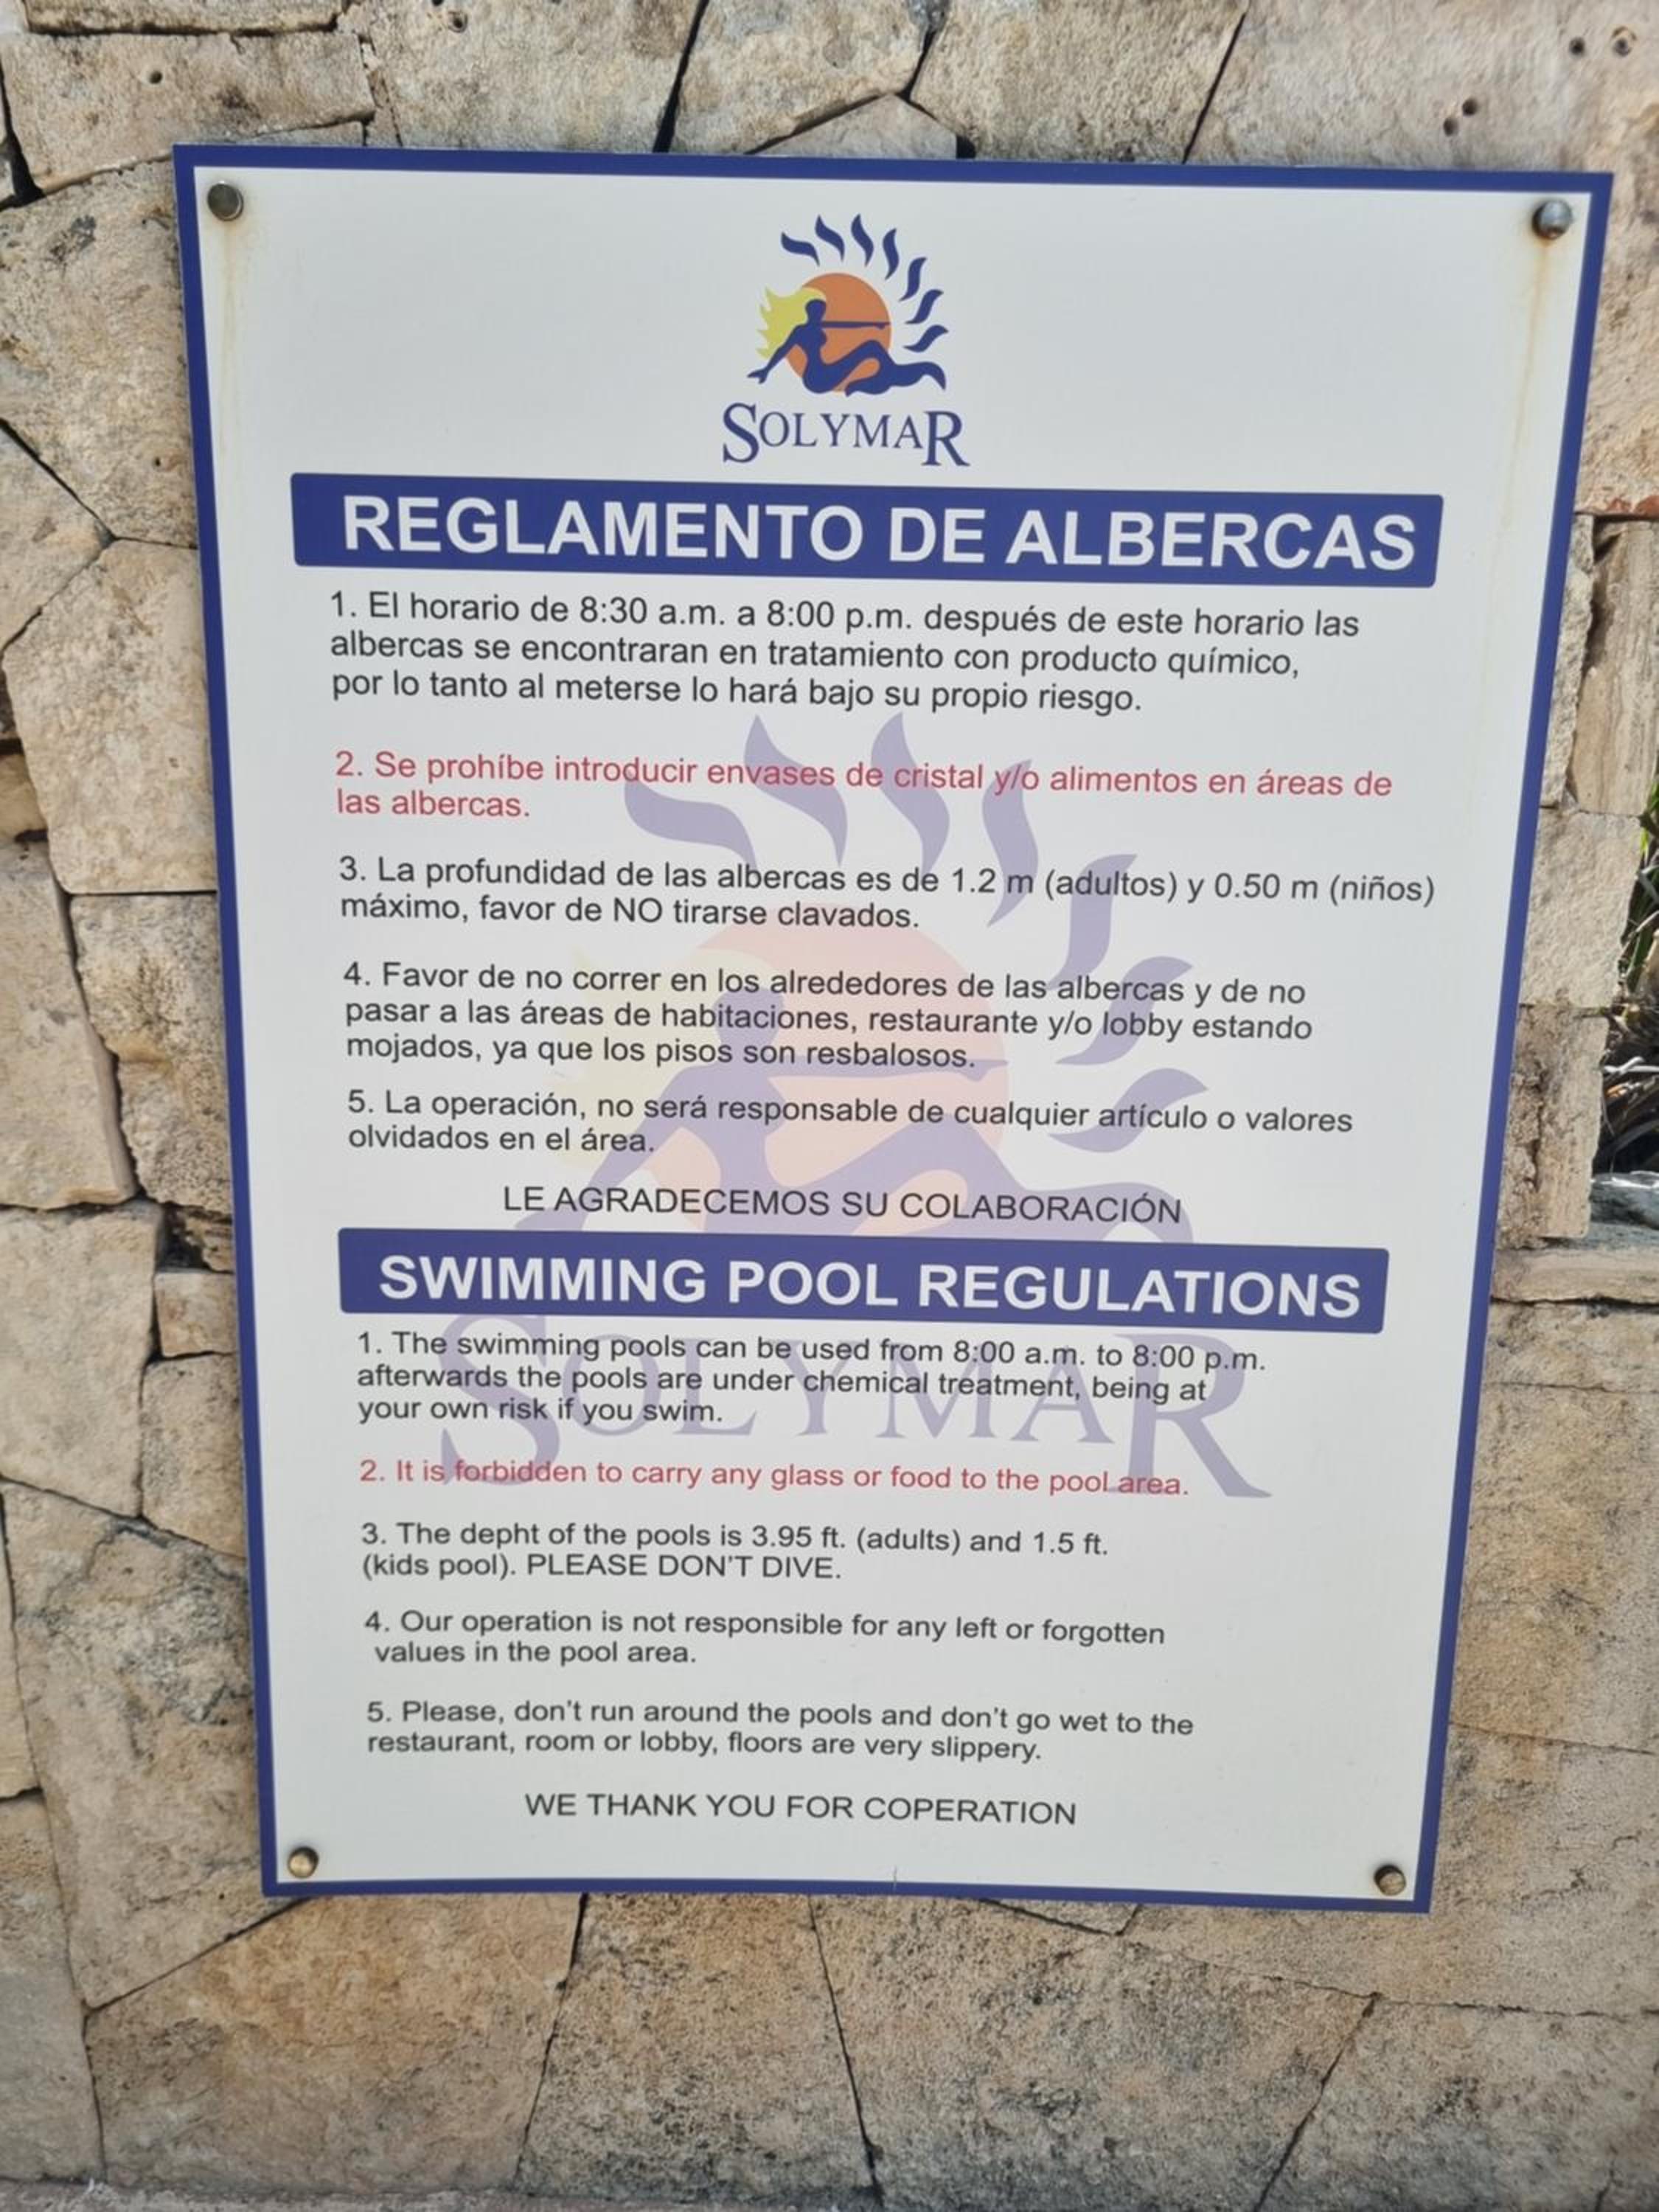 SOLYMAR
REGLAMENTO DE ALBERCAS
1. El horario de 8:30 a.m. a 8:00 p.m. después de este horario las
albercas se encontraran en tratamiento con producto químico,
por lo tanto al meterse lo hará bajo su propio riesgo.
2. Se prohíbe introducir envases de cristal y/o alimentos en áreas de
las albercas.
3. La profundidad de las albercas es de 1.2 m (adultos) y 0.50 m (niños)
máximo, favor de NO tirarse clavados.
4. Favor de no correr en los alrededores de las albercas y de no
pasar a las áreas de habitaciones, restaurante y/o lobby estando
mojados, ya que los pisos son resbalosos.
5. La operación, no será responsable de cualquier artículo o valores
olvidados en el área.
LE AGRADECEMOS SU COLABORACIÓN
SWIMMING POOL REGULATIONS
SOLYMAR
1. The swimming pools can be used from 8:00 a.m. to 8:00 p.m.
afterwards the pools are under chemical treatment, being at
your own risk if you swim.
2. It is forbidden to carry any glass or food to the pool area.
3. The depht of the pools is 3.95 ft. (adults) and 1.5 ft.
(kids pool). PLEASE DON'T DIVE.
4. Our operation is not responsible for any left or forgotten
values in the pool area.
5. Please, don't run around the pools and don't go wet to the
restaurant, room or lobby, floors are very slippery.
WE THANK YOU FOR COPERATION